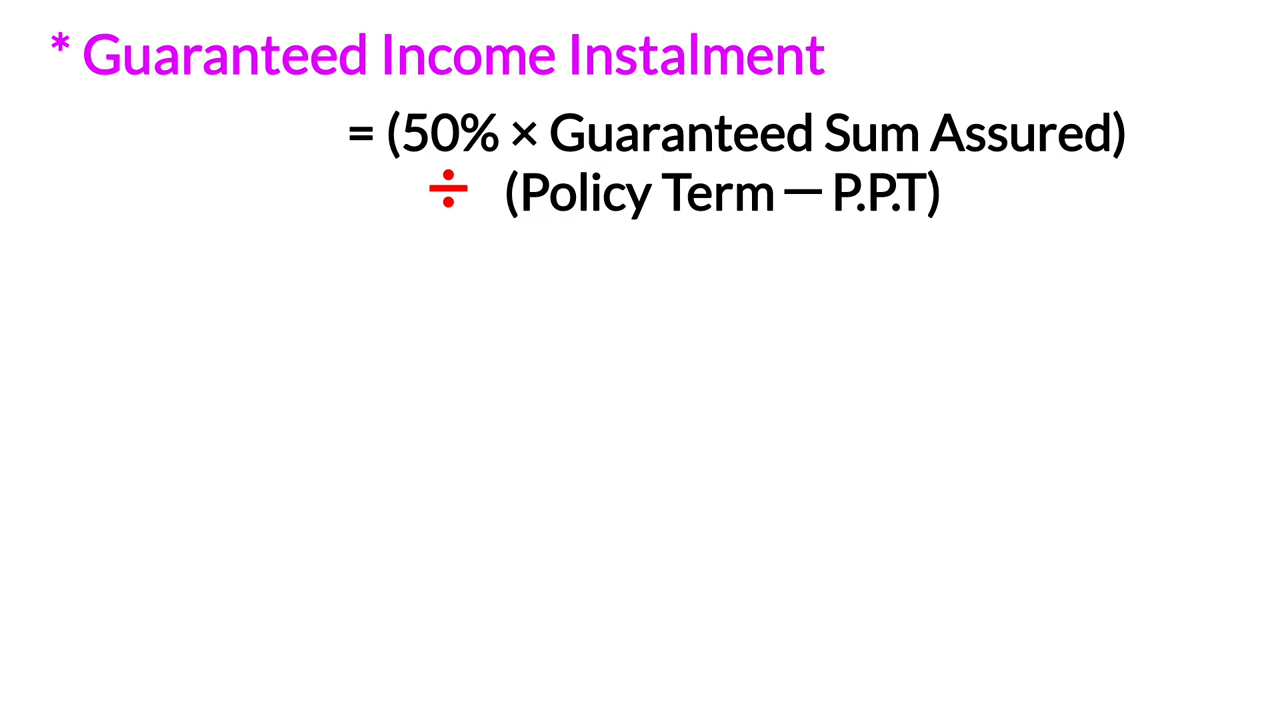 * Guaranteed Income Instalment
= (50% × Guaranteed Sum Assured)
÷ (Policy Term — P.P.T)